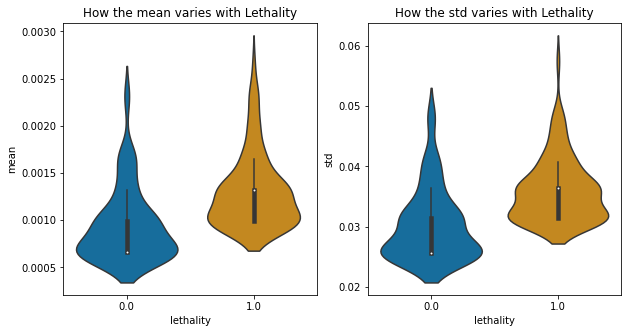 How the mean varies with Lethality
mean
0.0030
0.0025
0.0020
0.0015
0.0010
0.0005
0.0
1.0
lethality
How the std varies with Lethality
std
0.06
0.05
0.04
0.03
0.02
0.0
1.0
lethality